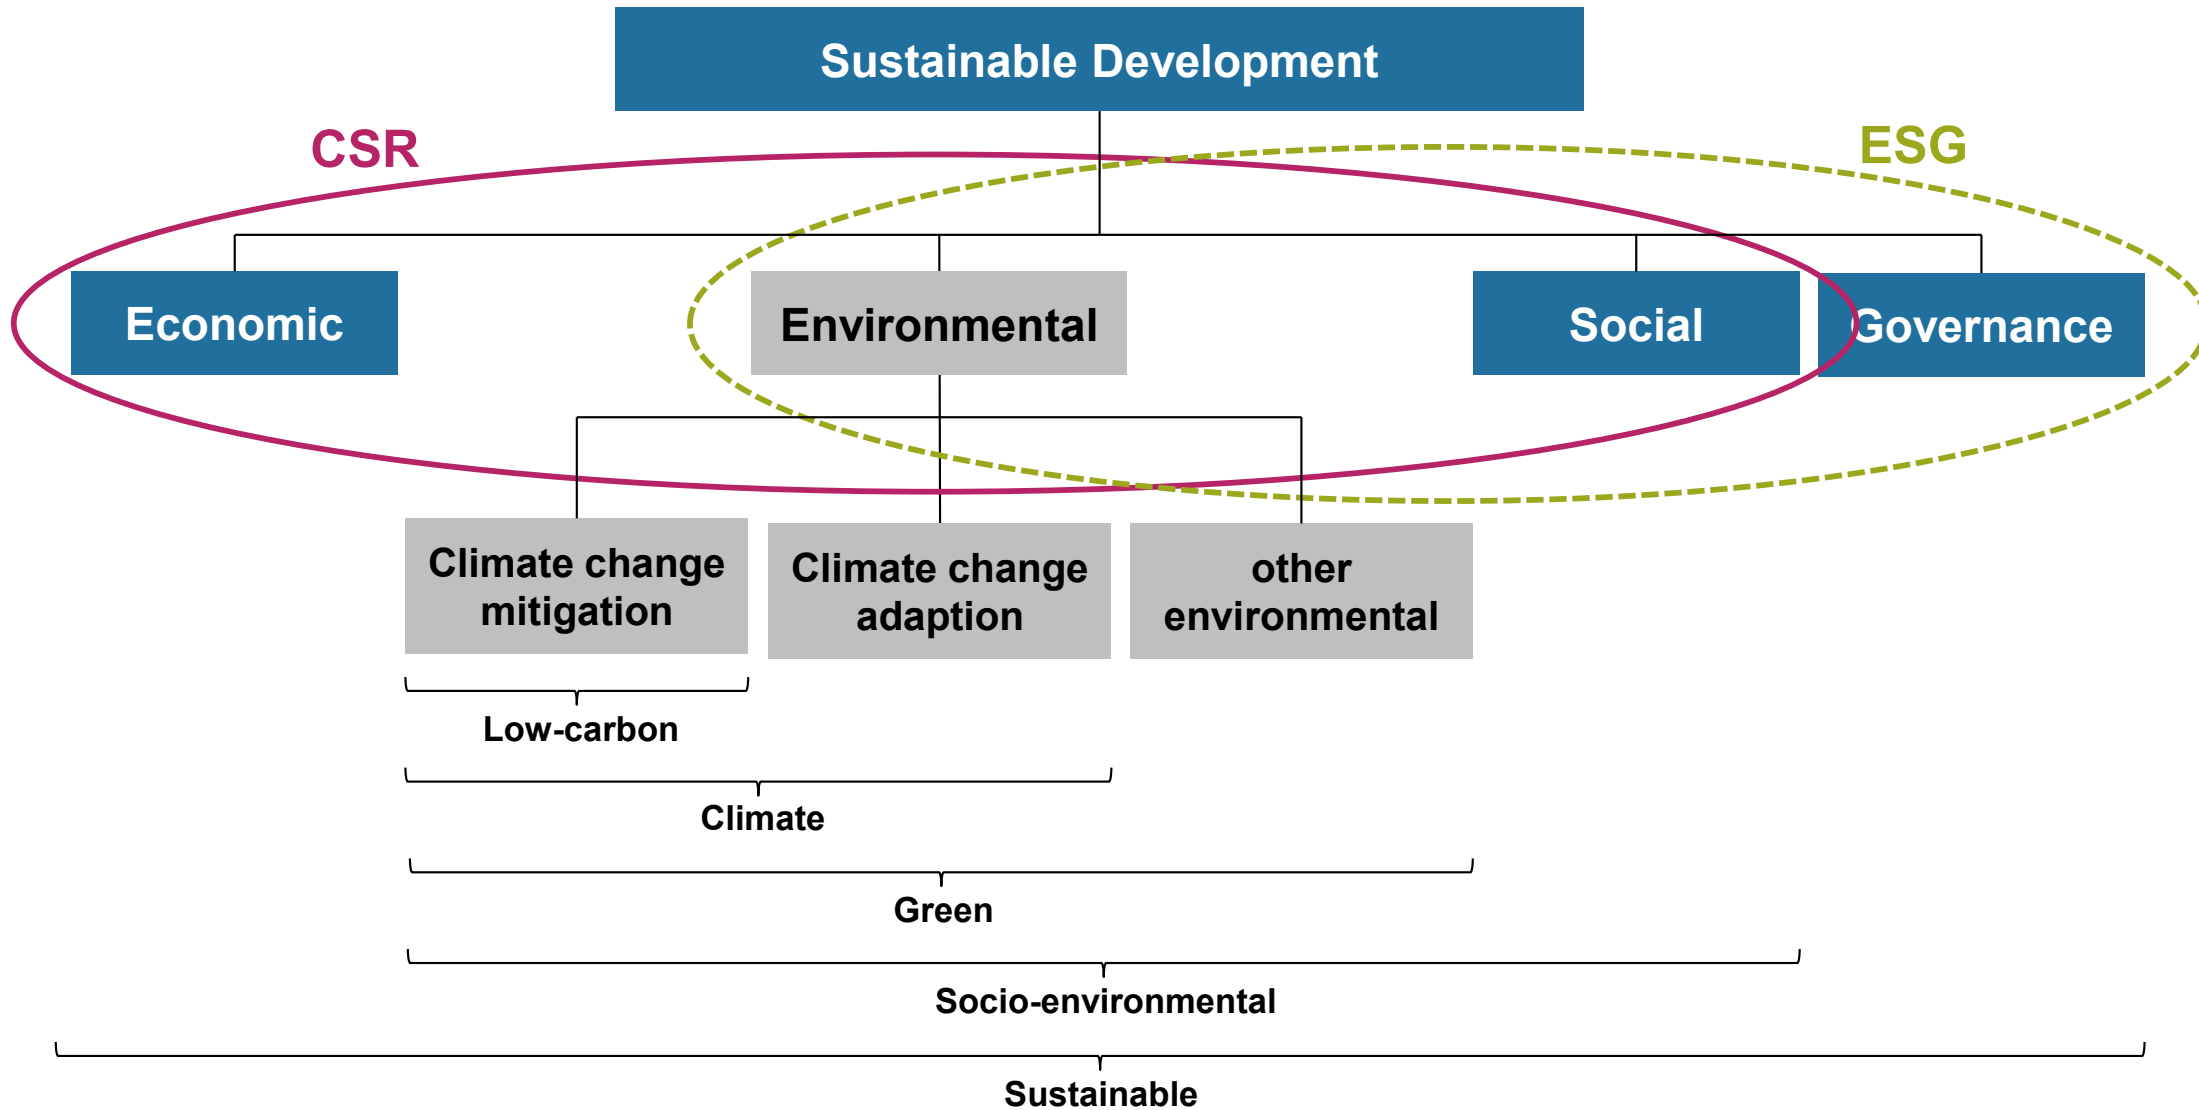 Sustainable Development
CSR
ESG
Economic
Environmental
Social
Governance
Climate change
mitigation
Climate change
adaption
other
environmental
Low-carbon
Climate
Green
Socio-environmental
Sustainable